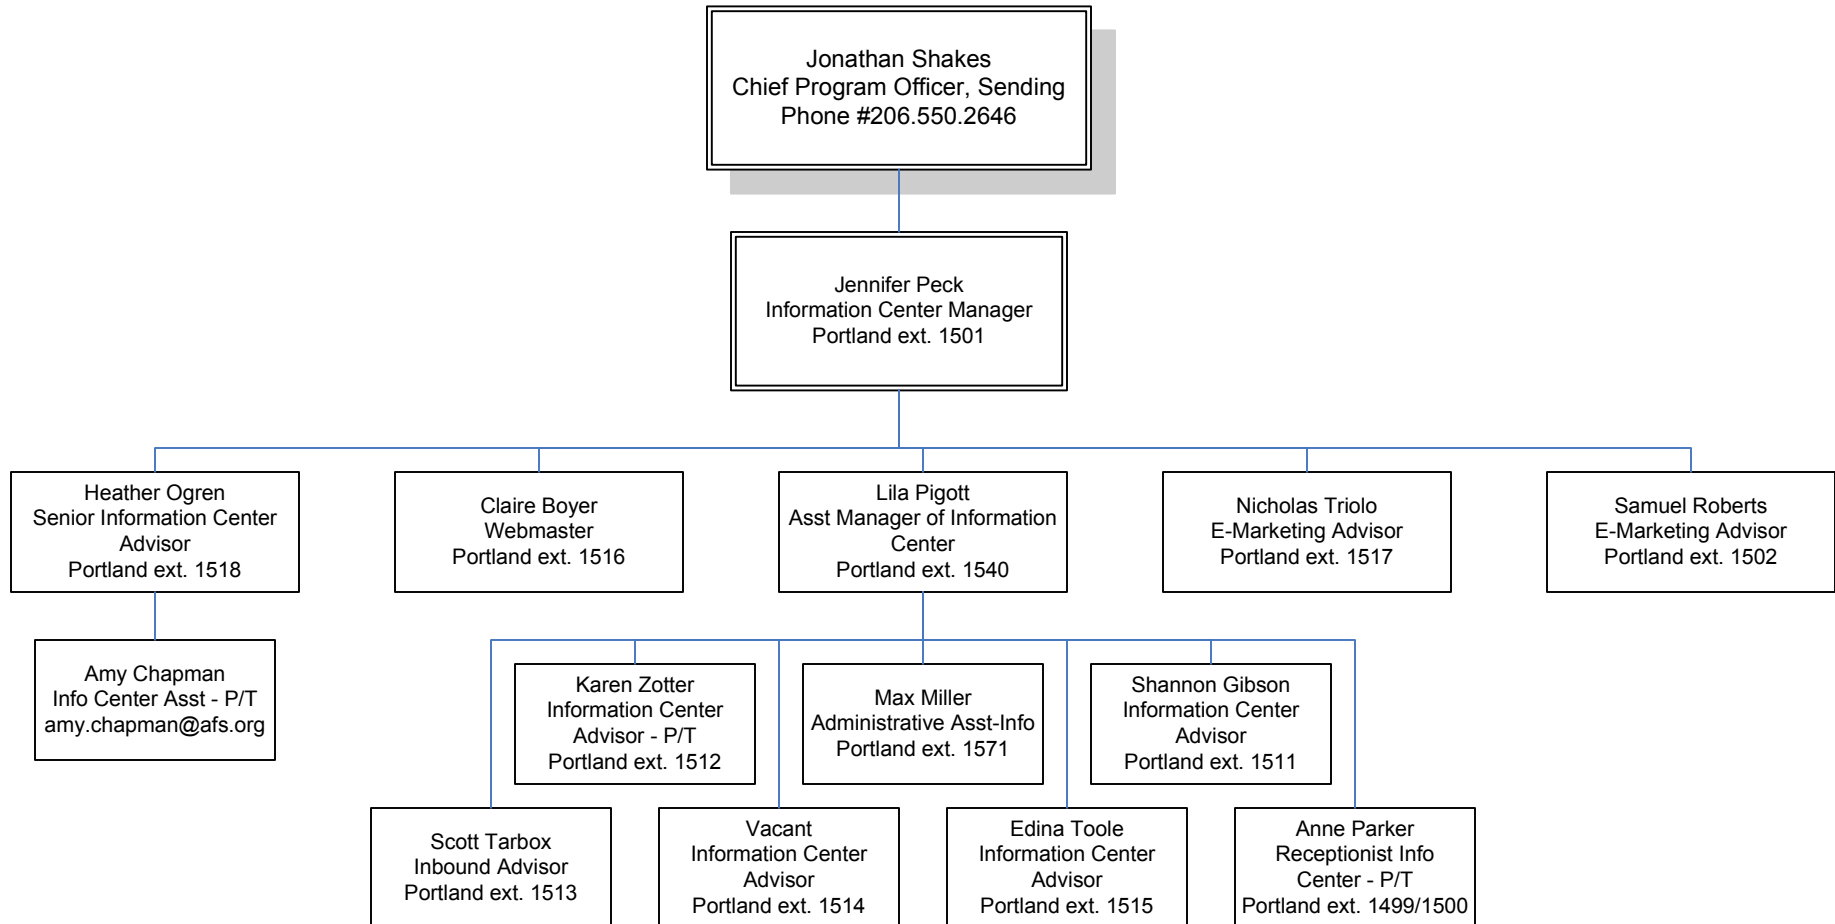 Jonathan Shakes
Chief Program Officer, Sending
Phone #206.550.2646
Jennifer Peck
Information Center Manager
Portland ext. 1501
Heather Ogren
Senior Information Center
Advisor
Portland ext. 1518
Claire Boyer
Webmaster
Portland ext. 1516
Lila Pigott
Asst Manager of Information
Center
Portland ext. 1540
Nicholas Triolo
E-Marketing Advisor
Portland ext. 1517
Samuel Roberts
E-Marketing Advisor
Portland ext. 1502
Amy Chapman
Info Center Asst - P/T
amy.chapman@afs.org
Karen Zotter
Information Center
Advisor - P/T
Portland ext. 1512
Max Miller
Administrative Asst-Info
Portland ext. 1571
Shannon Gibson
Information Center
Advisor
Portland ext. 1511
Scott Tarbox
Inbound Advisor
Portland ext. 1513
Vacant
Information Center
Advisor
Portland ext. 1514
Edina Toole
Information Center
Advisor
Portland ext. 1515
Anne Parker
Receptionist Info
Center - P/T
Portland ext. 1499/1500